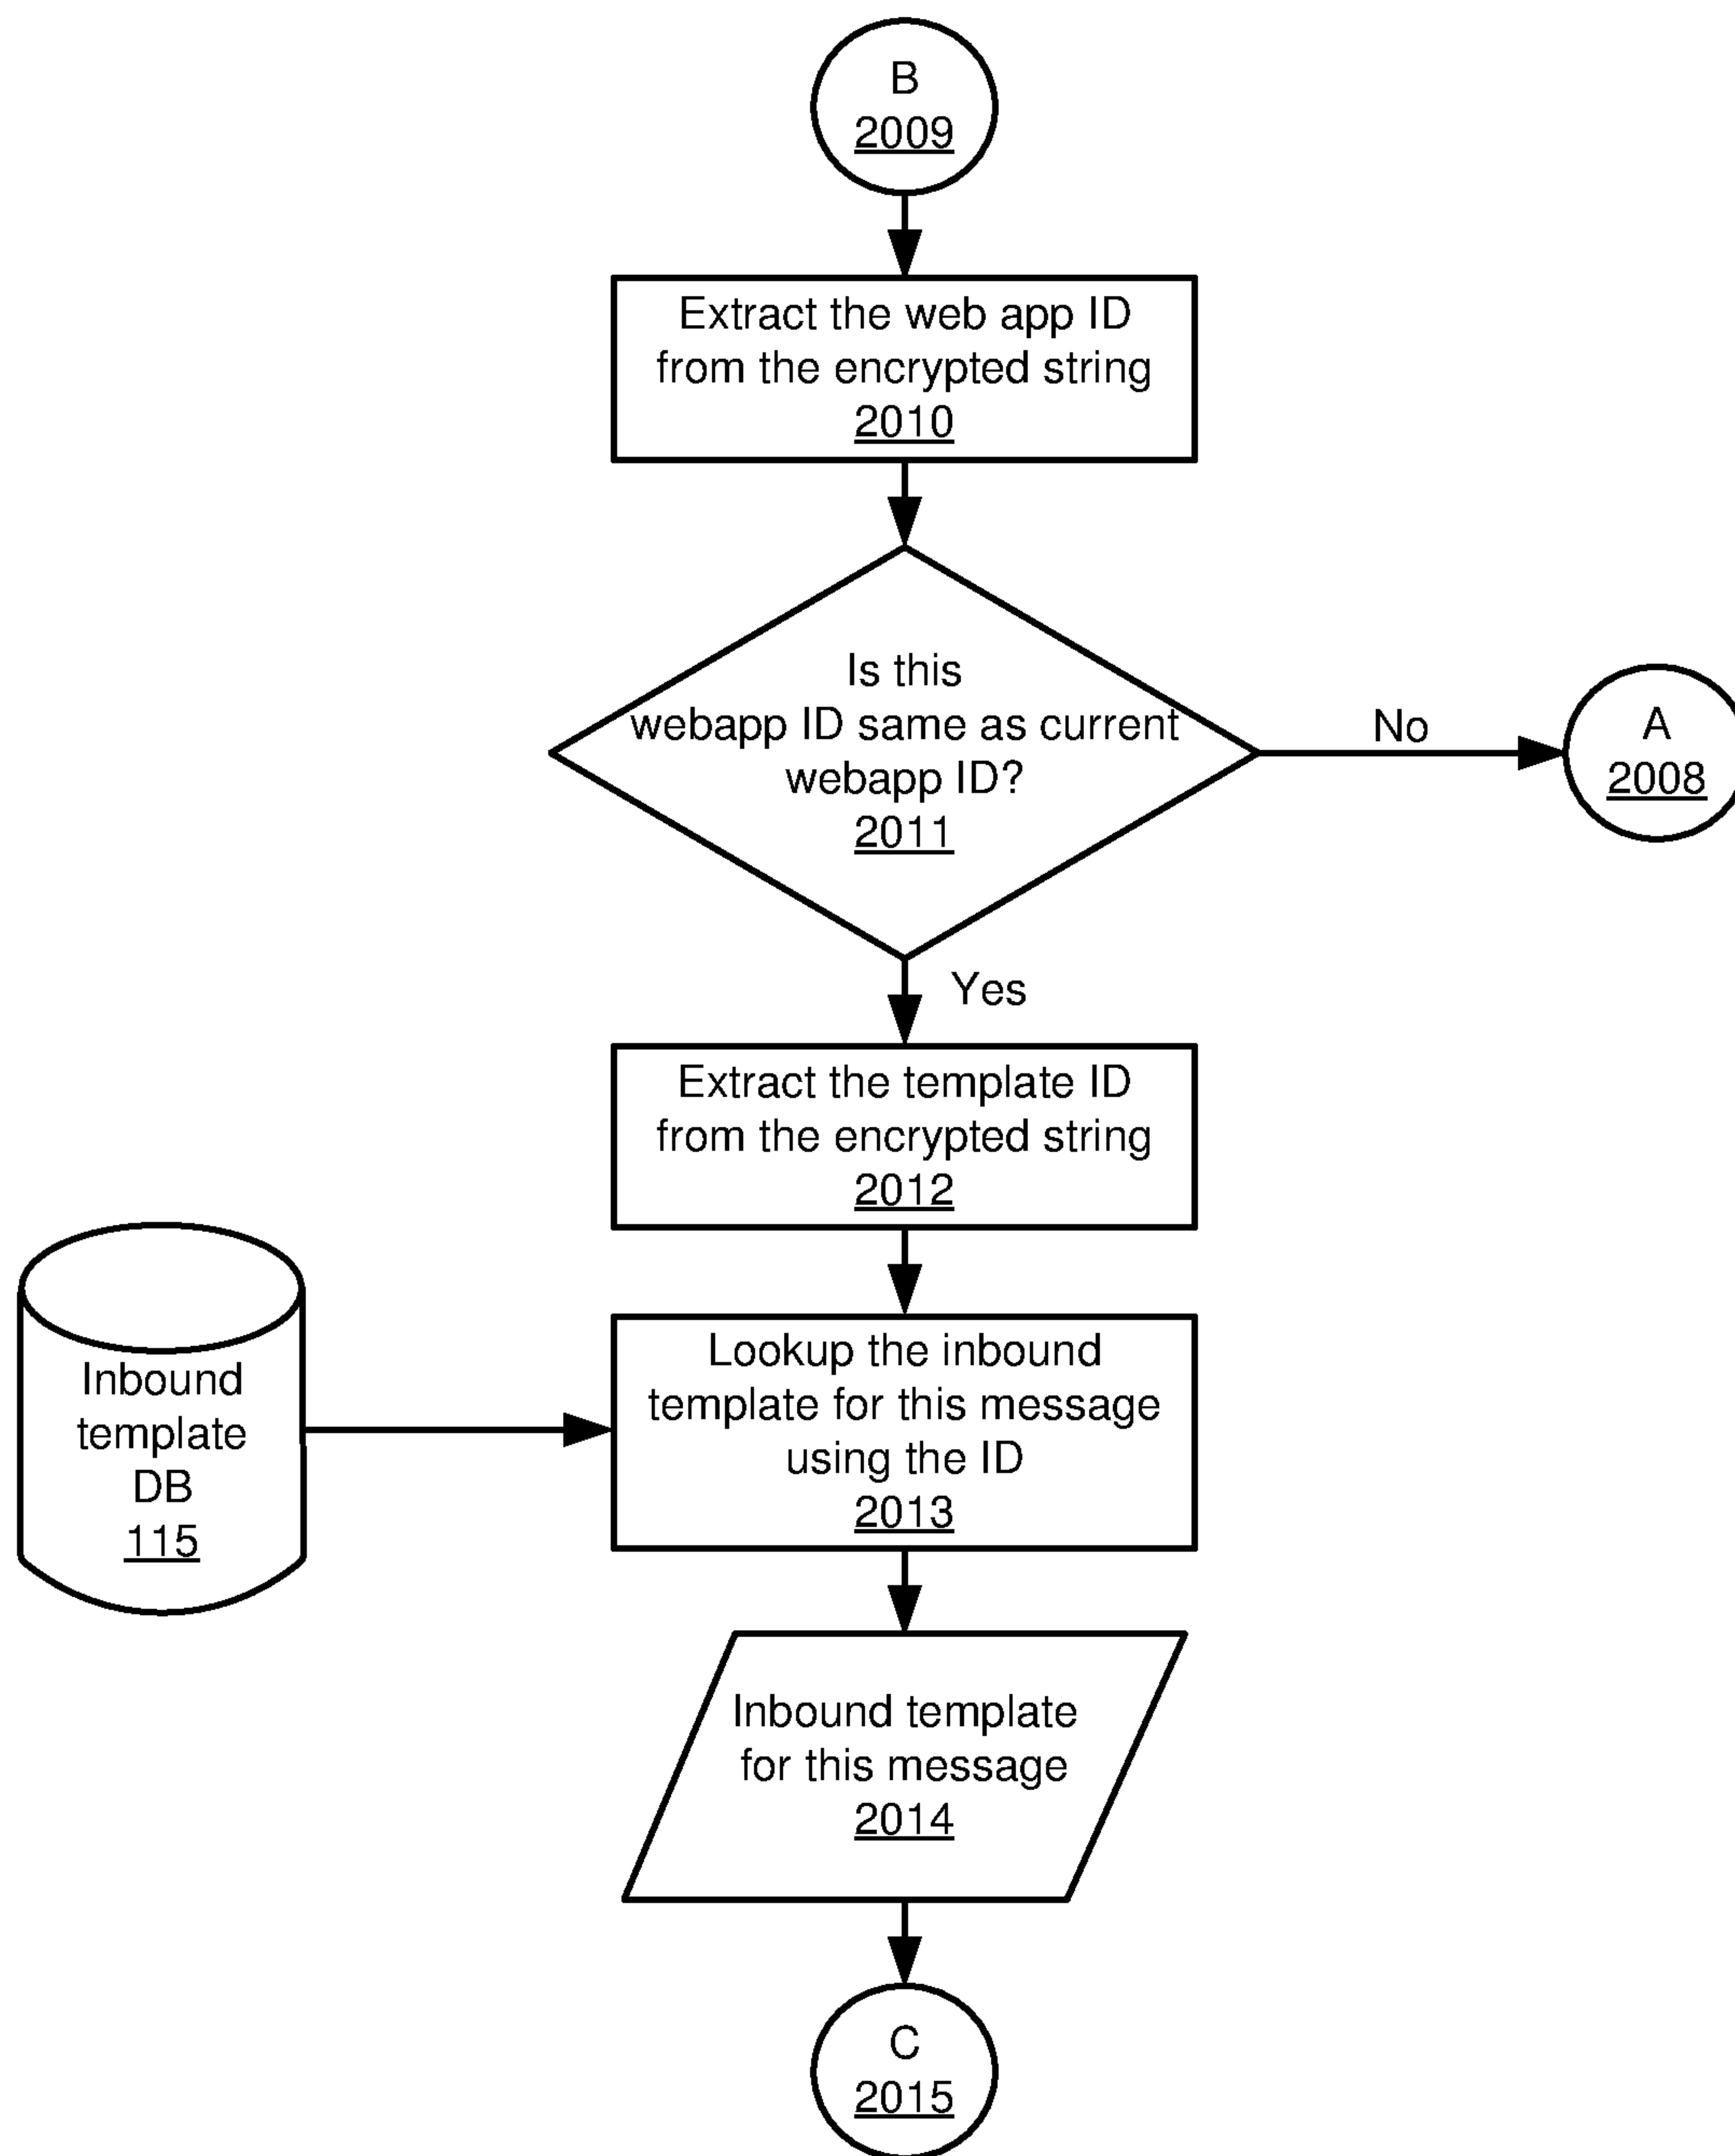 B
2009
Extract the web app ID
from the encrypted string
2010
Is this
webapp ID same as current
webapp ID?
2011
No
A
2008
Yes
Extract the template ID
from the encrypted string
2012
Inbound
template
DB
115
Lookup the inbound
template for this message
using the ID
2013
Inbound template
for this message
2014
C
2015